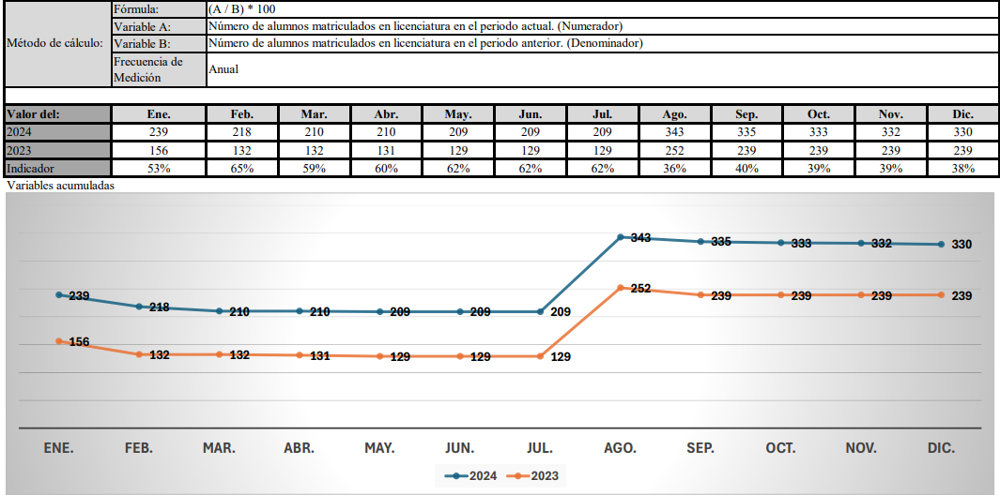 Método de cálculo:
Fórmula: (A / B) * 100
Variable A: Número de alumnos matriculados en licenciatura en el periodo actual. (Numerador)
Variable B: Número de alumnos matriculados en licenciatura en el periodo anterior. (Denominador)
Frecuencia de
Medición
Anual
Valor del: Ene. Feb. Mar. Abr. May. Jun. Jul. Ago. Sep. Oct. Nov. Dic.
2024 239 218 210 210 209 209 209 343 335 333 332 330
2023 156 132 132 131 129 129 129 252 239 239 239 239
Indicador 53% 65% 59% 60% 62% 62% 62% 36% 40% 39% 39% 38%
Variables acumuladas
239 218 210 210 209 209 209 343 335 333 332 330
156 132 132 131 129 129 129 252 239 239 239 239
ENE. FEB. MAR. ABR. MAY. JUN. JUL. AGO. SEP. OCT. NOV. DIC.
2024 2023